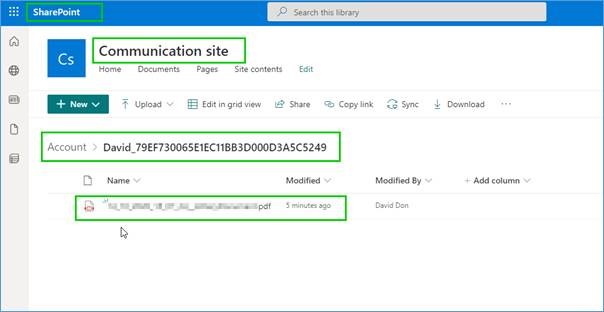 SharePoint
Search this library
Cs
Communication site
Home Documents Pages Site contents Edit
+ New Upload Edit in grid view Share Copy link Sync Download ...
Account > David_79EF730065E1EC11BB3D000D3A5C5249
Name Modified Modified By + Add column
pdf 5 minutes ago David Don